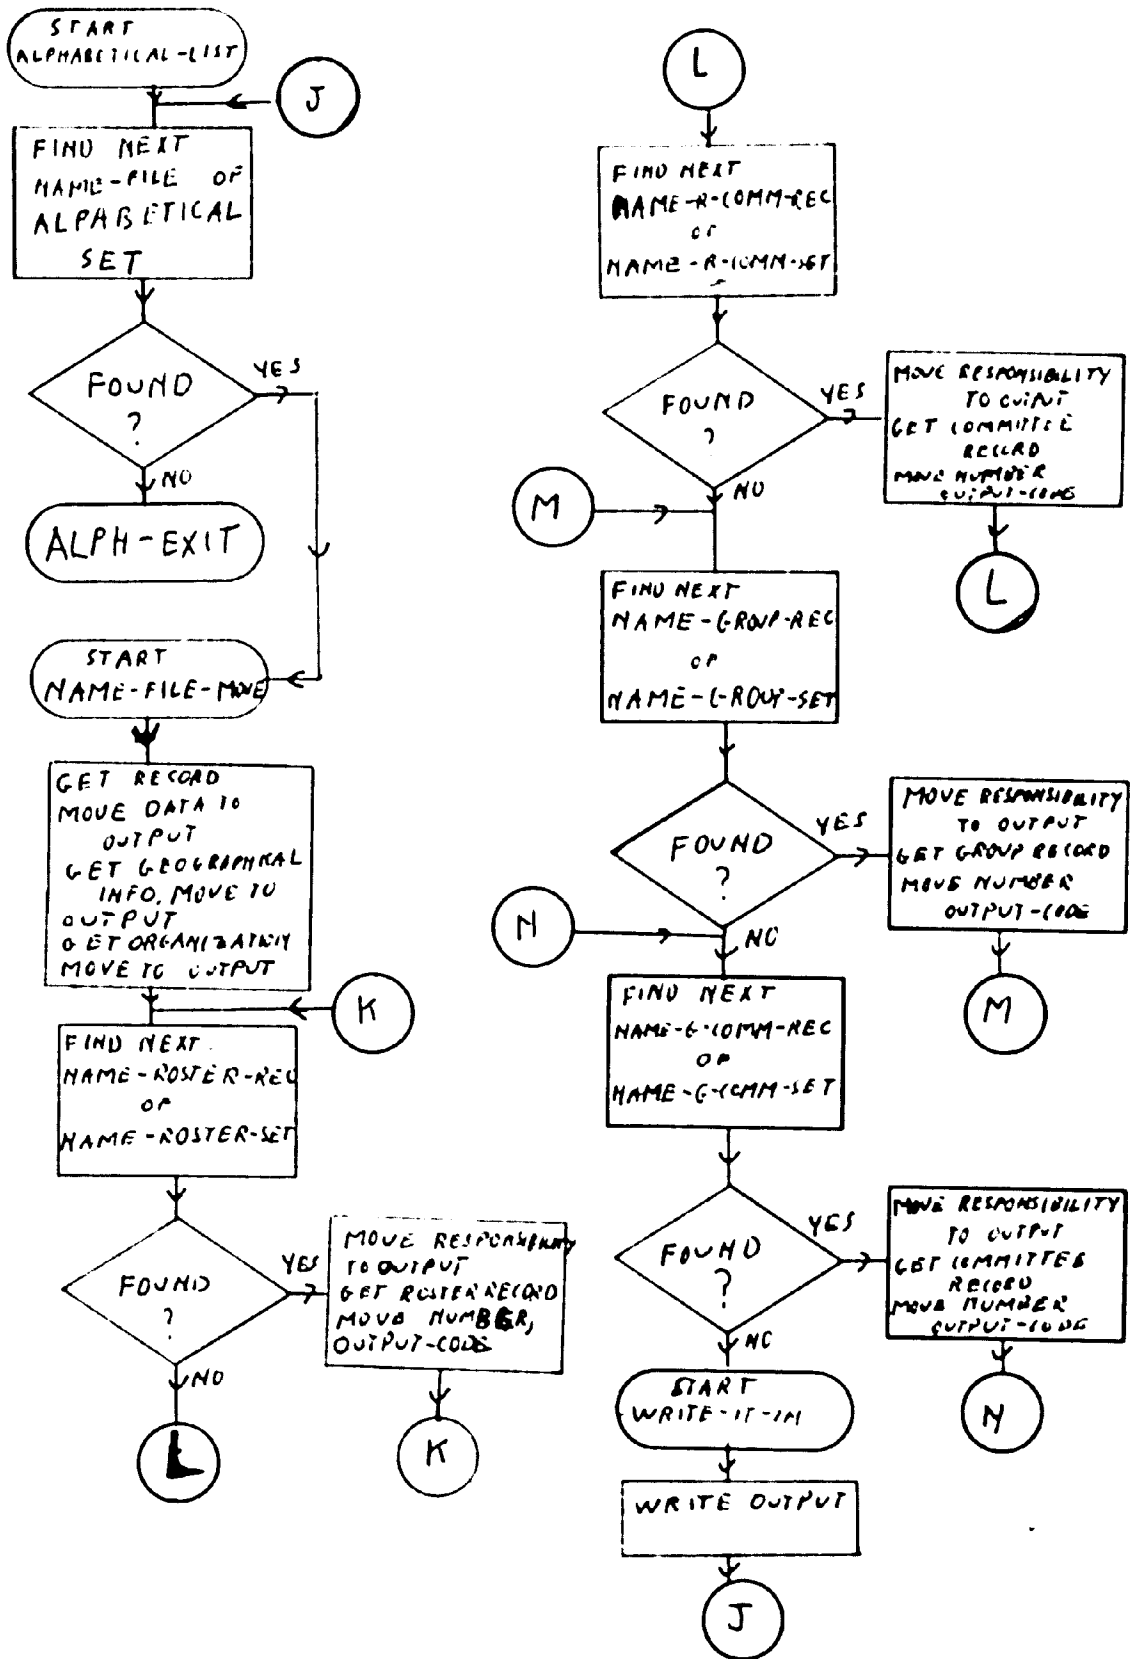 START
ALPHABETICAL-LIST
J
FIND NEXT
NAME-FILE OF
ALPHABETICAL
SET
FOUND
?
YES
NO
ALPH-EXIT
START
NAME-FILE-MOVE
GET RECORD
MOVE DATA TO
OUTPUT
GET GEOGRAPHICAL
INFO, MOVE TO
OUTPUT
GET ORGANIZATION
MOVE TO OUTPUT
K
FIND NEXT
NAME-ROSTER-REC
OF
NAME-ROSTER-SET
FOUND
?
YES
MOVE RESPONSIBILITY
TO OUTPUT
GET ROSTER RECORD
MOVE NUMBER,
OUTPUT-CODE
K
NO
L
L
FIND NEXT
NAME-R-COMM-REC
OF
NAME-R-COMM-SET
FOUND
?
YES
MOVE RESPONSIBILITY
TO OUTPUT
GET COMMITTEE
RECORD
MOVE NUMBER
OUTPUT-CODE
L
NO
M
FIND NEXT
NAME-GROUP-REC
OF
NAME-GROUP-SET
FOUND
?
YES
MOVE RESPONSIBILITY
TO OUTPUT
GET GROUP RECORD
MOVE NUMBER
OUTPUT-CODE
M
NO
N
FIND NEXT
NAME-G-COMM-REC
OF
NAME-G-COMM-SET
FOUND
?
YES
MOVE RESPONSIBILITY
TO OUTPUT
GET COMMITTEE
RECORD
MOVE NUMBER
OUTPUT-CODE
N
NO
START
WRITE-IT-IN
WRITE OUTPUT
J